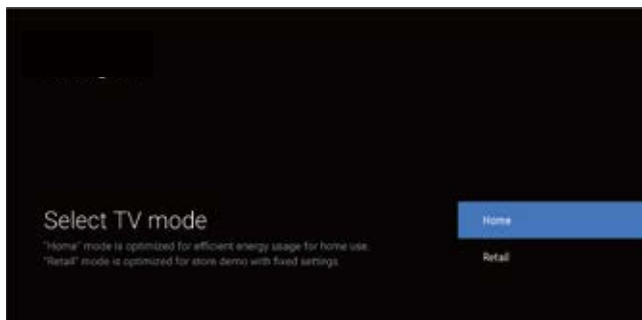 Select TV mode
"Home" mode is optimized for efficient energy usage for home use.
"Retail" mode is optimized for store demo with fixed settings.
Home
Retail